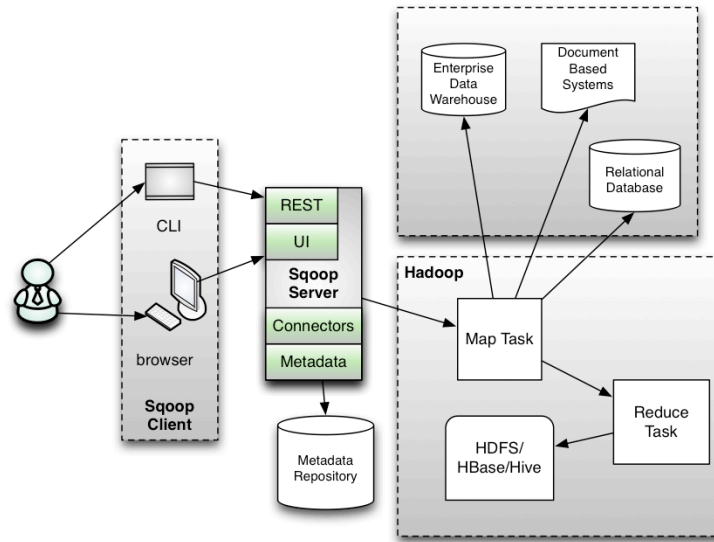 Enterprise
Data
Warehouse
Document
Based
Systems
Relational
Database
CLI
browser
Sqoop
Client
REST
UI
Sqoop
Server
Connectors
Metadata
Metadata
Repository
Hadoop
Map Task
Reduce
Task
HDFS/
HBase/Hive